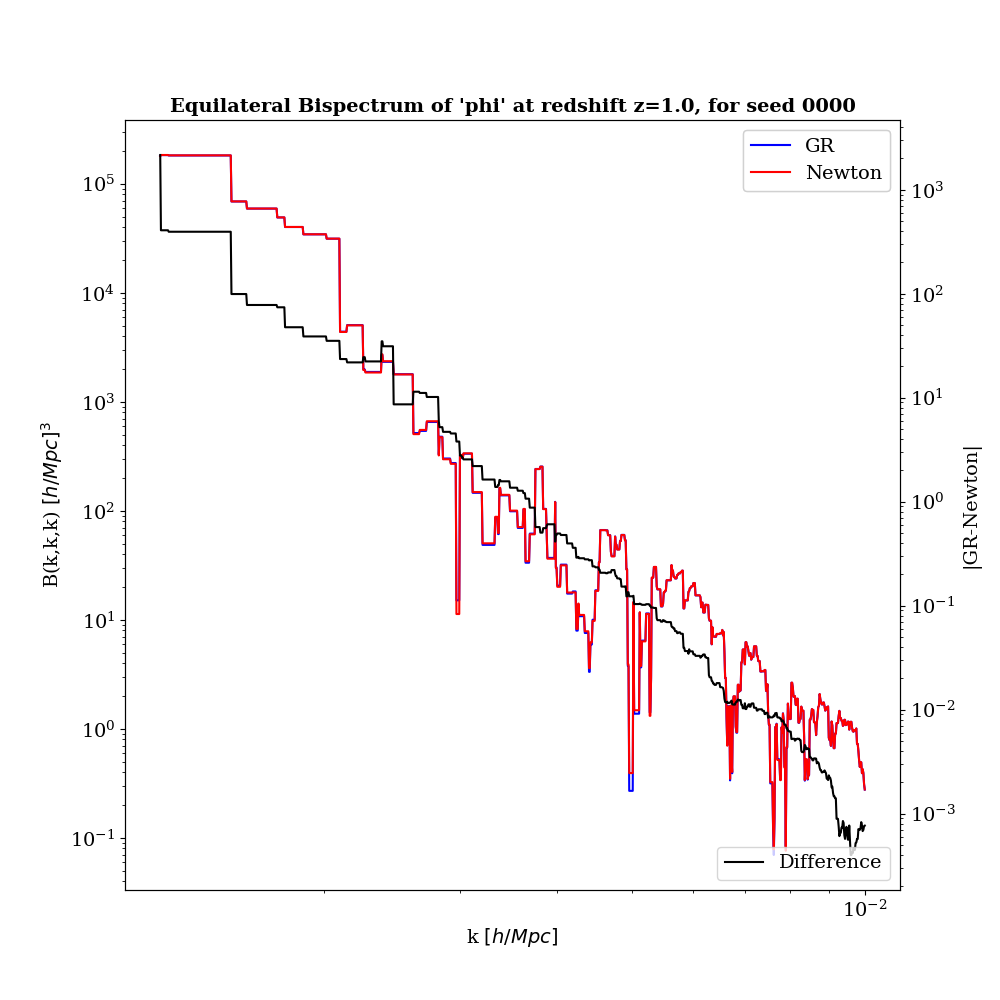 Equilateral Bispectrum of 'phi' at redshift z=1.0, for seed 0000
GR
Newton
10^5
10^4
10^3
10^2
10^1
10^0
10^-1
B(k,k,k) [h/Mpc]^3
10^3
10^2
10^1
10^0
10^-1
10^-2
10^-3
|GR-Newton|
Difference
10^-2
k [h/Mpc]